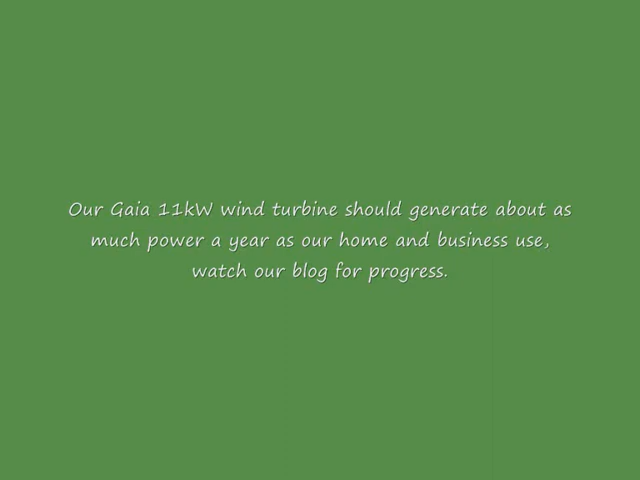 Our Gaia 11kW wind turbine should generate about as
much power a year as our home and business use,
watch our blog for progress.